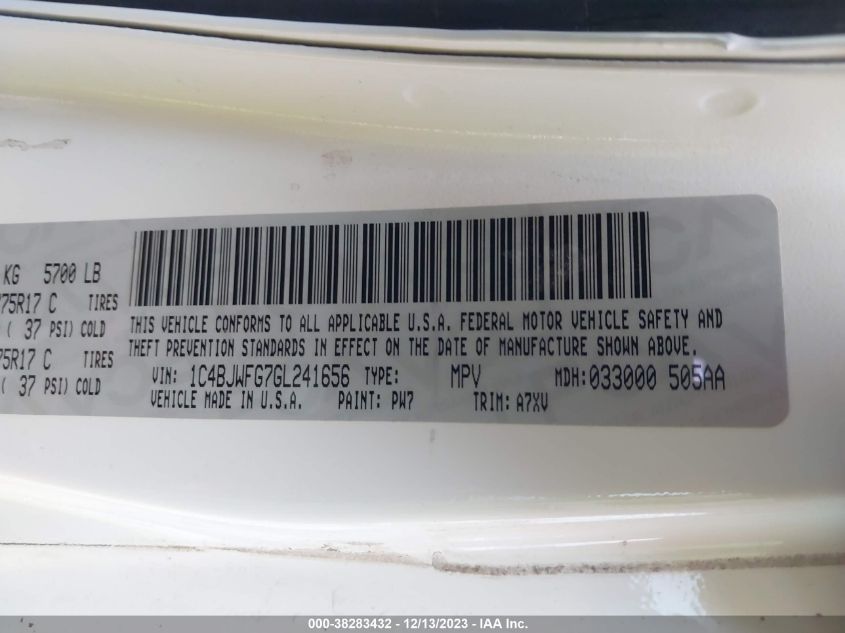 KG 5700 LB
75R17 C TIRES
( 37 PSI) COLD
75R17 C TIRES
( 37 PSI) COLD
THIS VEHICLE CONFORMS TO ALL APPLICABLE U.S.A. FEDERAL MOTOR VEHICLE SAFETY AND
THEFT PREVENTION STANDARDS IN EFFECT ON THE DATE OF MANUFACTURE SHOWN ABOVE.
VIN: 1C4BJWFG7GL241656 TYPE: MPV MDH: 033000 505AA
VEHICLE MADE IN U.S.A. PAINT: PW7 TRIM: A7XV
000-38283432 - 12/13/2023 - IAA Inc.